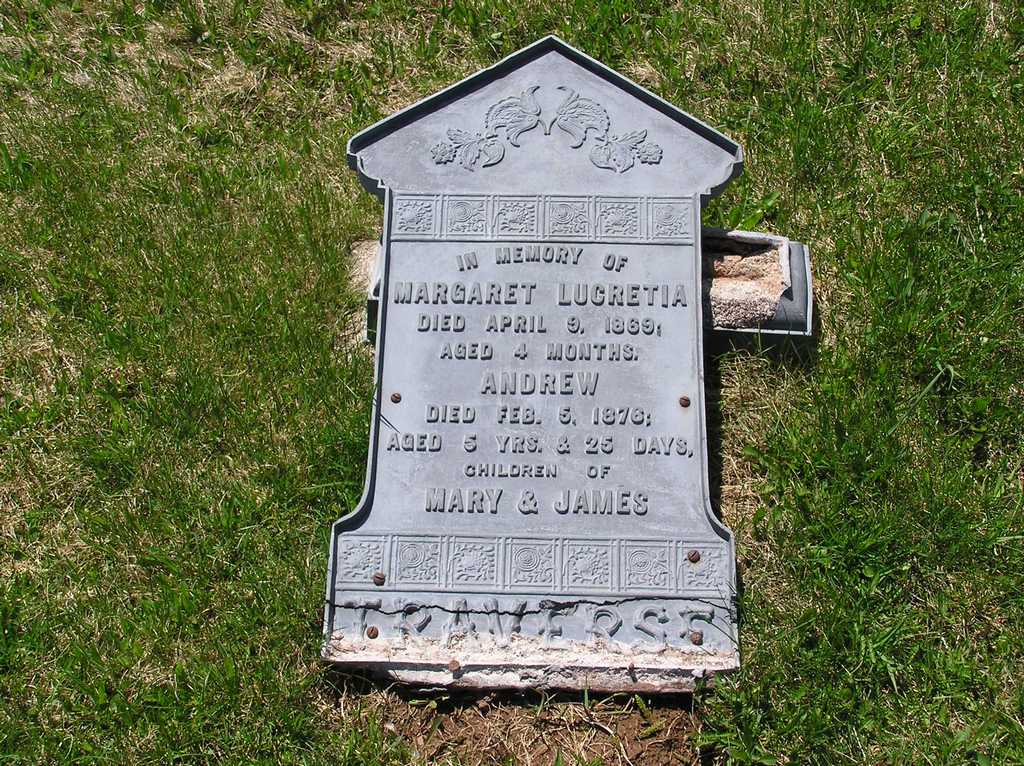 IN MEMORY OF
MARGARET LUCRETIA
DIED APRIL 9, 1869;
AGED 4 MONTHS.
ANDREW
DIED FEB. 5, 1876;
AGED 5 YRS. & 25 DAYS,
CHILDREN OF
MARY & JAMES
TRAVERSE